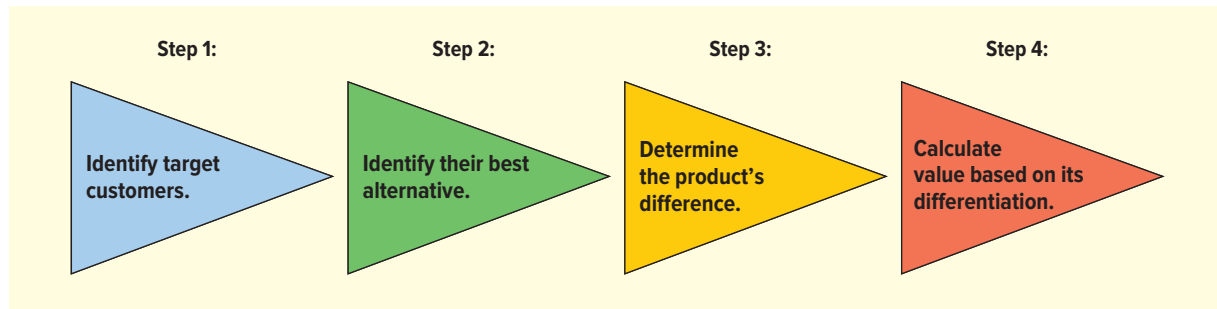 Step 1:
Step 2:
Step 3:
Step 4:
Identify target
customers.
Identify their best
alternative.
Determine
the product's
difference.
Calculate
value based on its
differentiation.